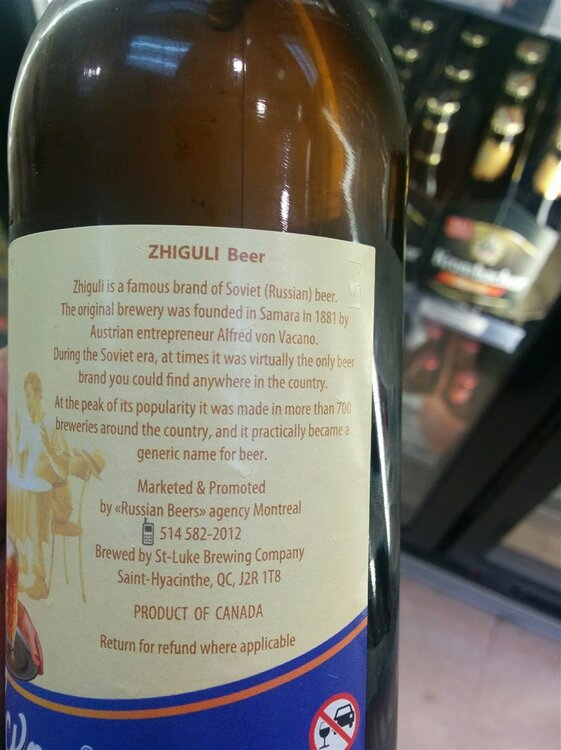 ZHIGULI Beer
Zhiguli is a famous brand of Soviet (Russian) beer.
The original brewery was founded in Samara in 1881 by
Austrian entrepreneur Alfred von Vacano.
During the Soviet era, at times it was virtually the only beer
brand you could find anywhere in the country.
At the peak of its popularity it was made in more than 700
breweries around the country, and it practically became a
generic name for beer.
Marketed & Promoted
by «Russian Beers» agency Montreal
514 582-2012
Brewed by St-Luke Brewing Company
Saint-Hyacinthe, QC, J2R 1T8
PRODUCT OF CANADA
Return for refund where applicable
Krombacher